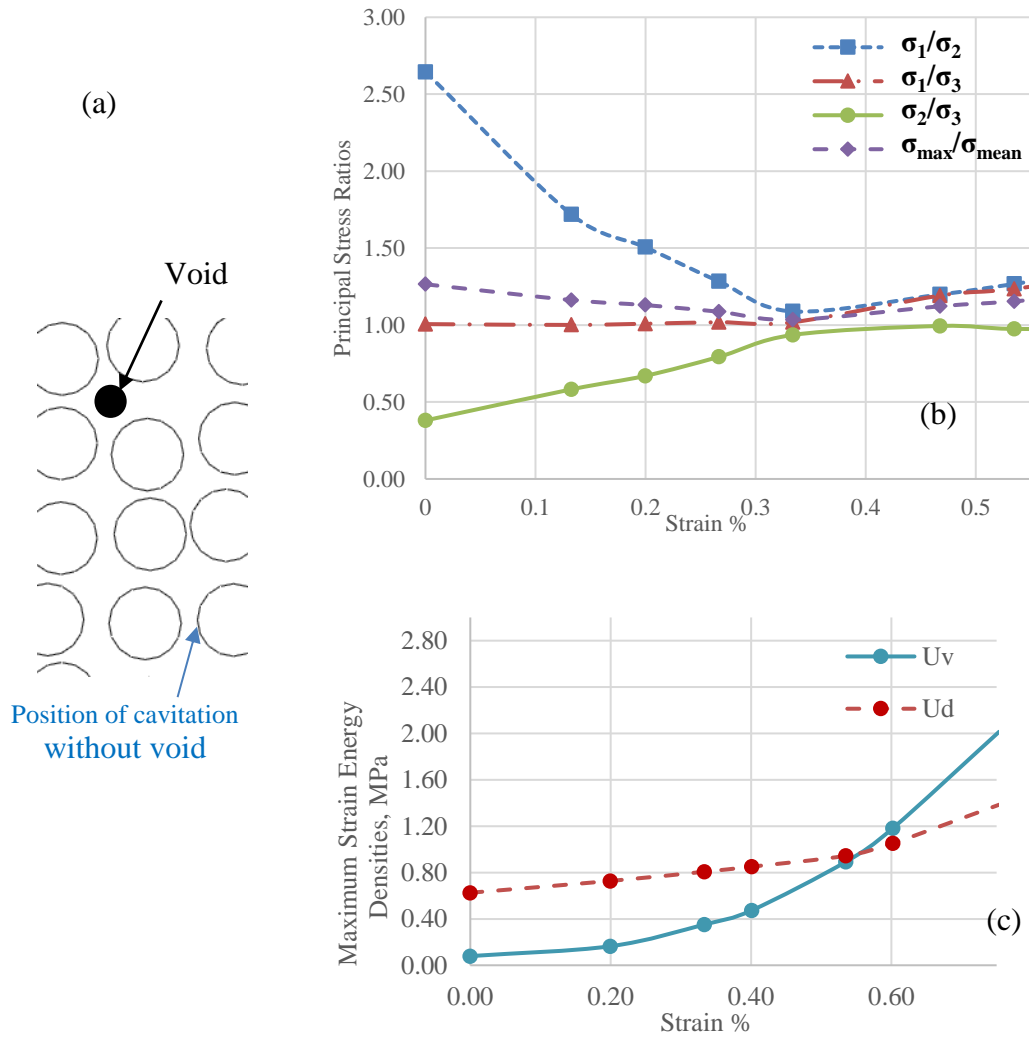 (a)
Void
Position of cavitation
without void
3.00
2.50
2.00
1.50
1.00
0.50
0.00
Principal Stress Ratios
σ1/σ2
σ1/σ3
σ2/σ3
σmax/σmean
(b)
0
0.1
0.2
0.3
0.4
0.5
Strain %
2.80
2.40
2.00
1.60
1.20
0.80
0.40
0.00
Maximum Strain Energy
Densities, MPa
Uv
Ud
(c)
0.00
0.20
0.40
0.60
Strain %